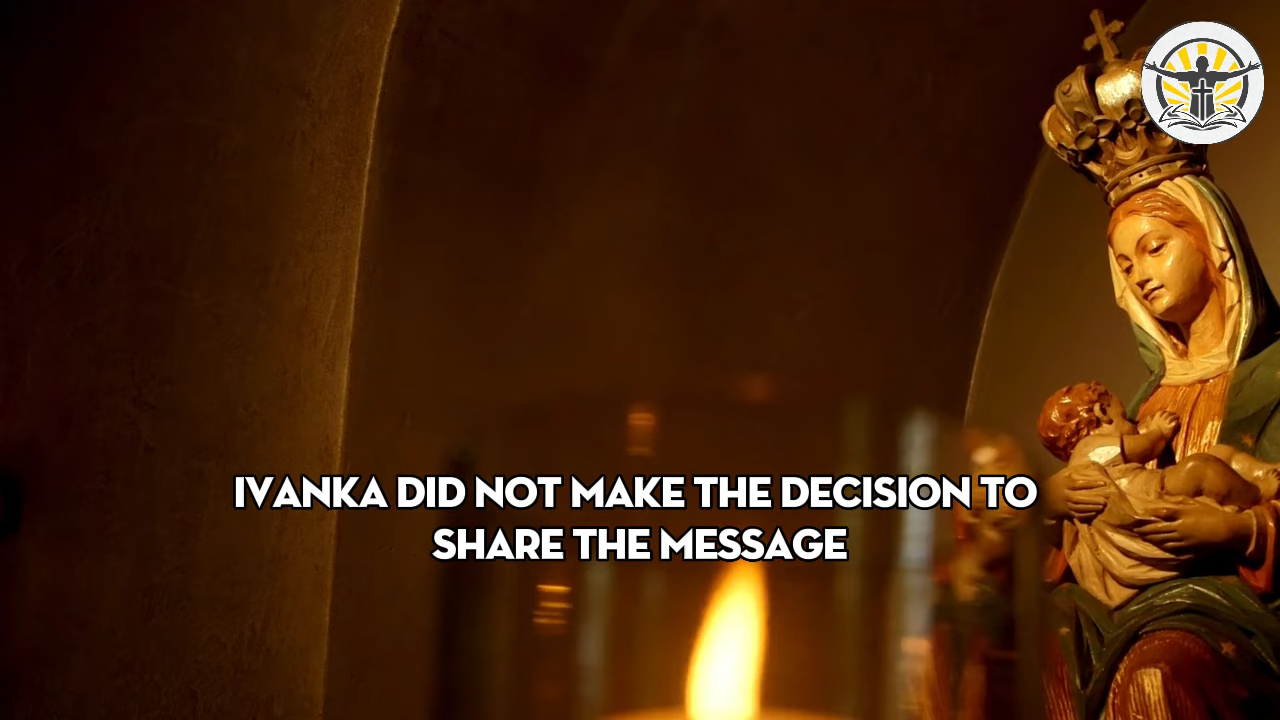 IVANKA DID NOT MAKE THE DECISION TO
SHARE THE MESSAGE